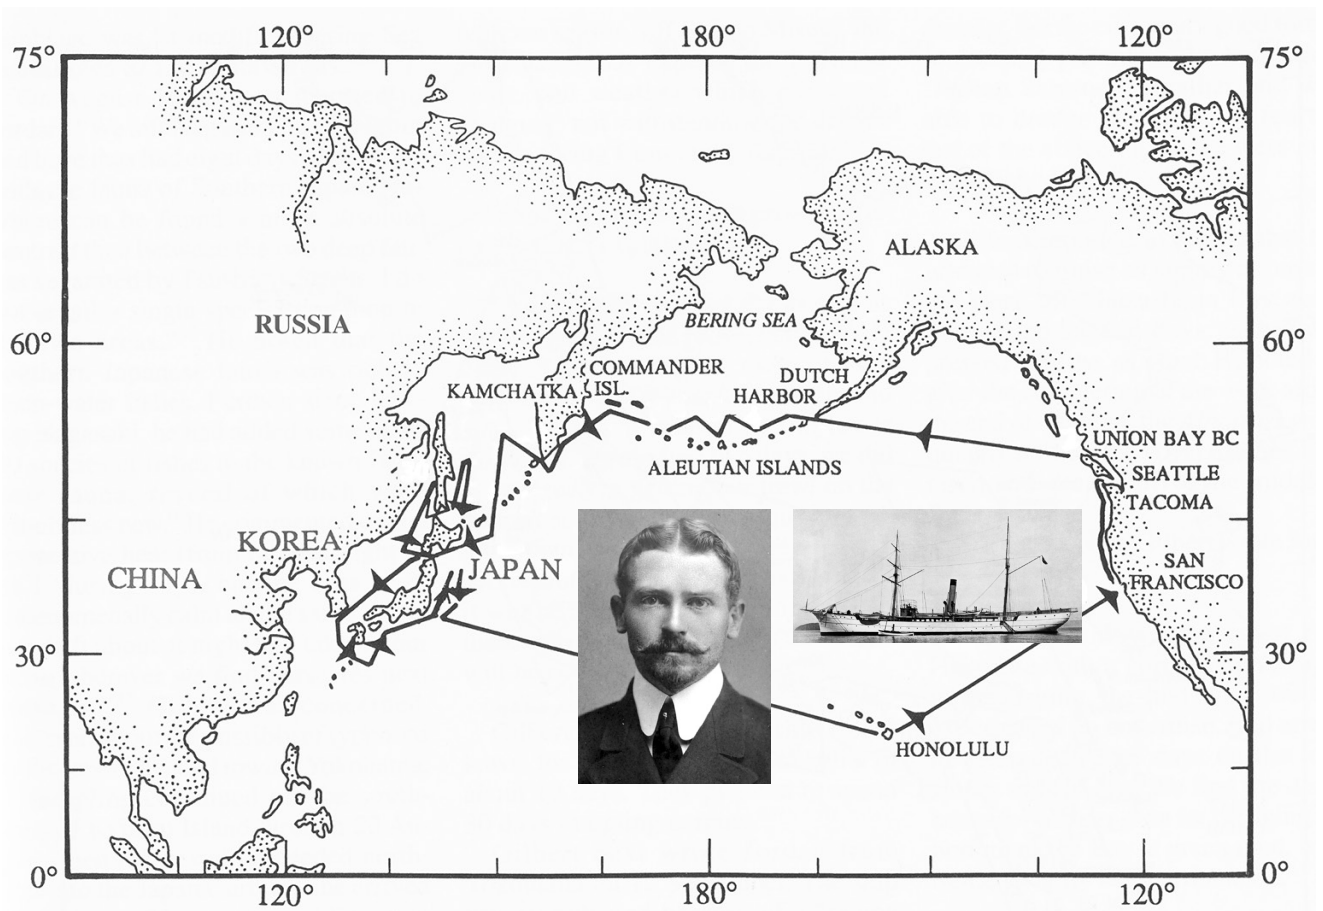 120°
180°
120°
75°
75°
ALASKA
BERING SEA
RUSSIA
60°
60°
COMMANDER
ISL.
KAMCHATKA
DUTCH
HARBOR
UNION BAY BC
ALEUTIAN ISLANDS
SEATTLE
TACOMA
KOREA
JAPAN
CHINA
SAN
FRANCISCO
30°
30°
HONOLULU
0°
0°
120°
180°
120°